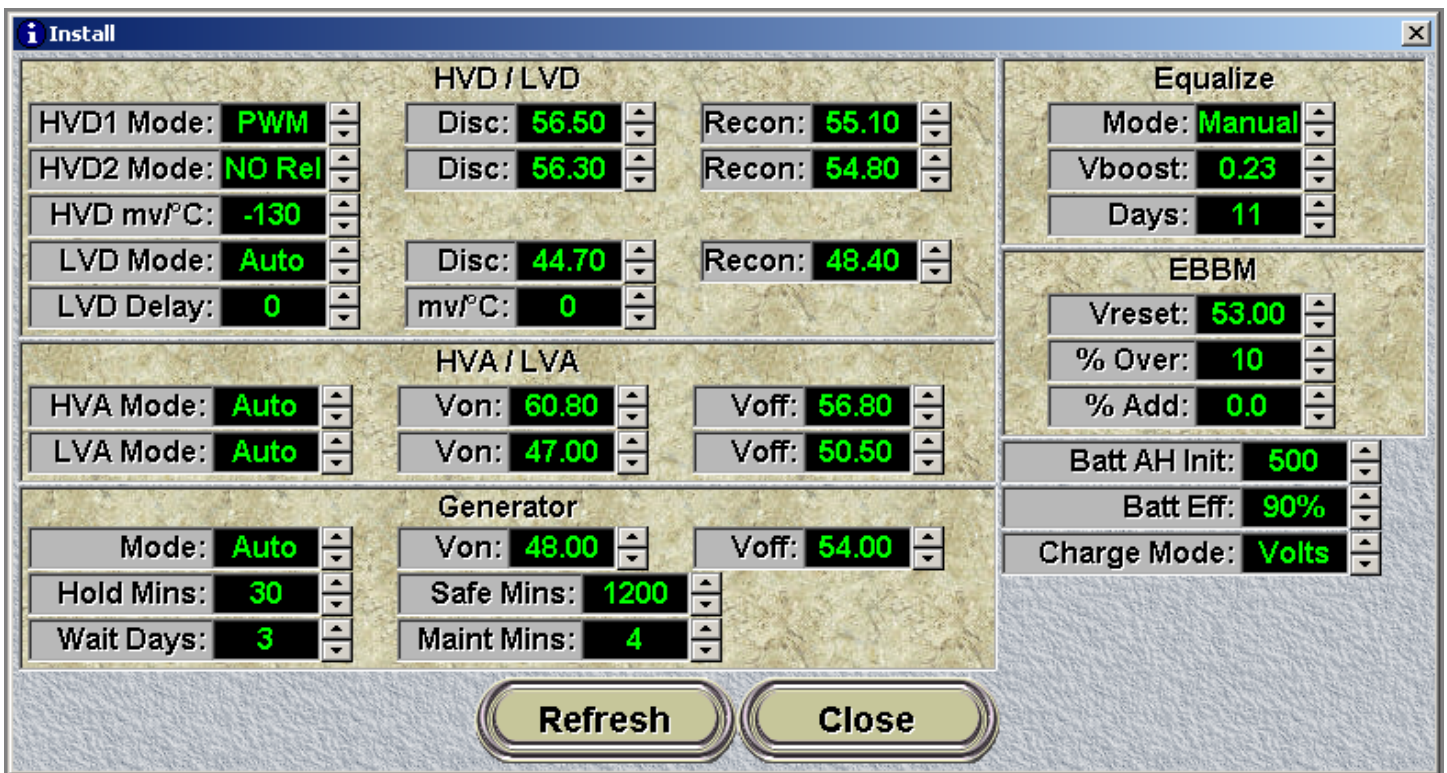 Install
HVD / LVD
HVD1 Mode: PWM Disc: 56.50 Recon: 55.10
HVD2 Mode: NO Rel Disc: 56.30 Recon: 54.80
HVD mv/°C: -130
LVD Mode: Auto Disc: 44.70 Recon: 48.40
LVD Delay: 0 mv/°C: 0
HVA / LVA
HVA Mode: Auto Von: 60.80 Voff: 56.80
LVA Mode: Auto Von: 47.00 Voff: 50.50
Generator
Mode: Auto Von: 48.00 Voff: 54.00
Hold Mins: 30 Safe Mins: 1200
Wait Days: 3 Maint Mins: 4
Equalize
Mode: Manual
Vboost: 0.23
Days: 11
EBBM
Vreset: 53.00
% Over: 10
% Add: 0.0
Batt AH Init: 500
Batt Eff: 90%
Charge Mode: Volts
Refresh Close